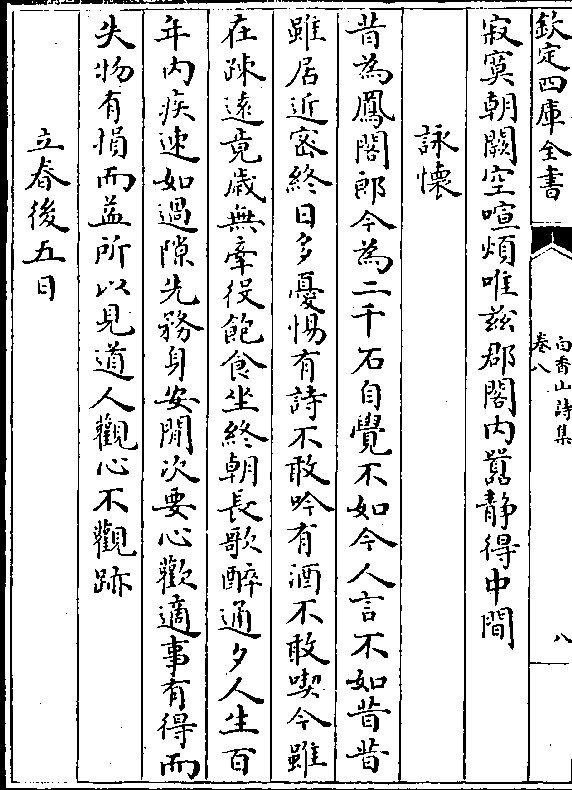 欽定四庫全書
白香山詩集
卷八
八
寂寞朝闕空喧煩唯兹郡閣内囂静得中間
詠懷
昔為鳳閣郎今為二千石自覺不如今人言不如昔昔
雖居近密終日多憂惕有詩不敢吟有酒不敢喫今雖
在疎遠竟歳無牽役飽食坐終朝長歌醉通夕人生百
年内疾速如過隙先務身安閒次要心歡適事有得而
失物有損而益所以見道人觀心不觀跡
立春後五日